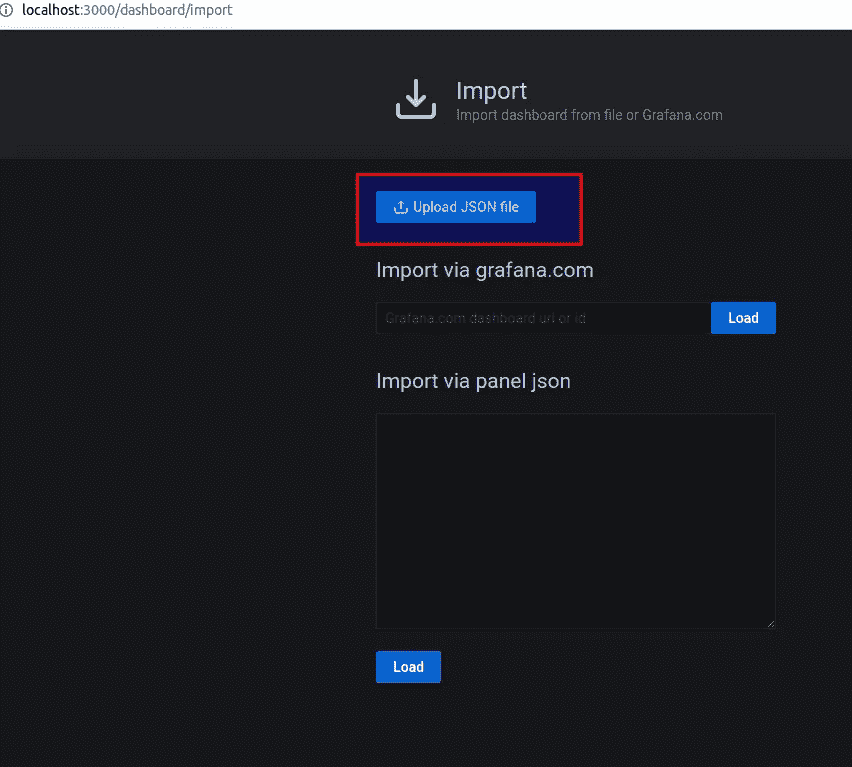 localhost:3000/dashboard/import
Import
Import dashboard from file or Grafana.com
Upload JSON file
Import via grafana.com
Grafana.com dashboard url or id
Load
Import via panel json
Load